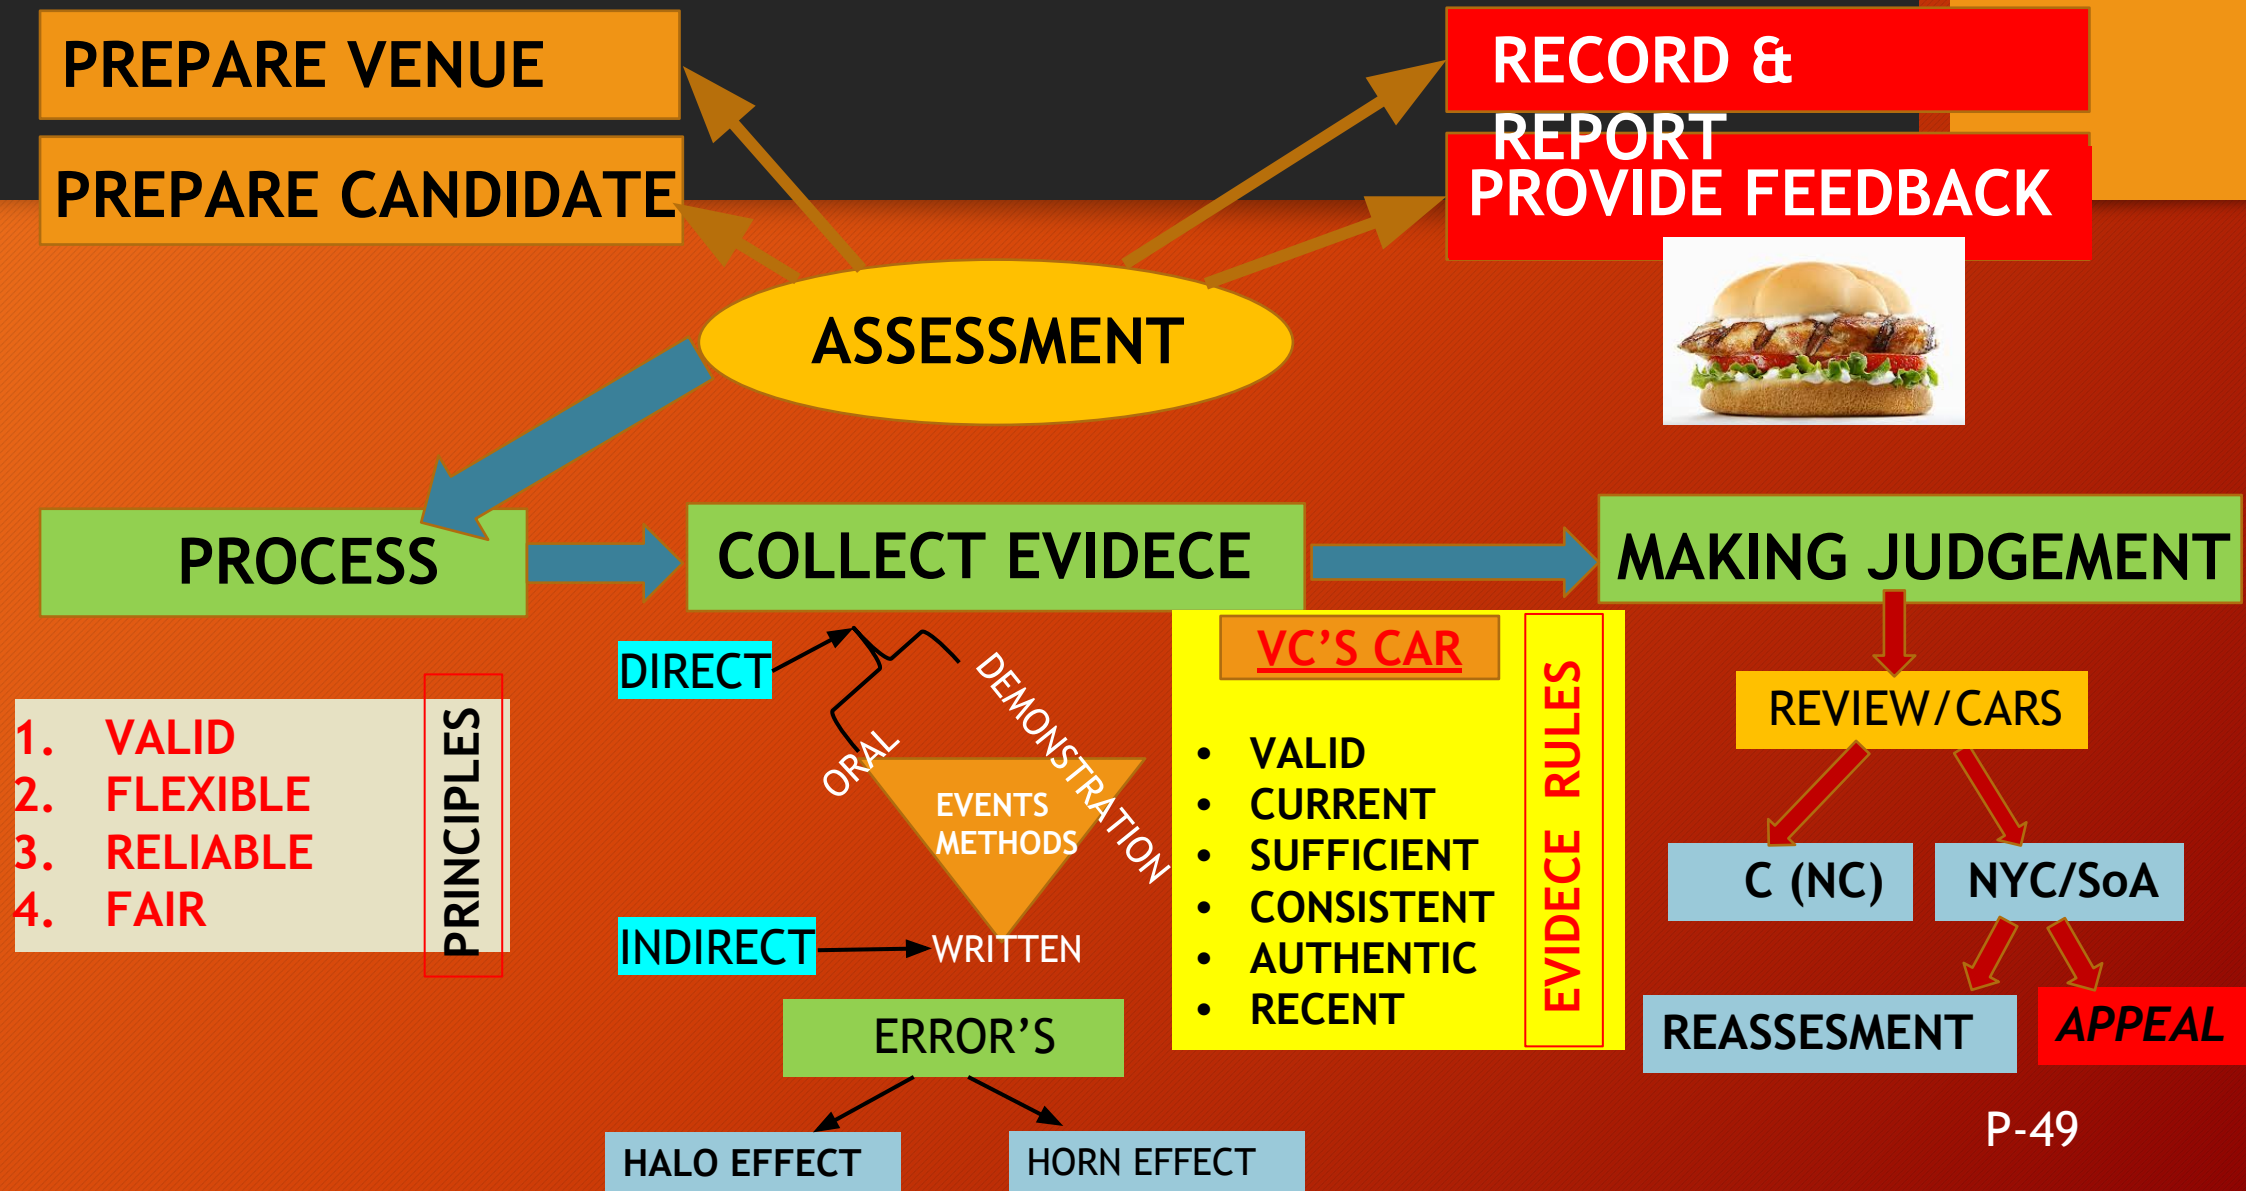 PREPARE VENUE
PREPARE CANDIDATE
RECORD &
REPORT
PROVIDE FEEDBACK
ASSESSMENT
PROCESS
COLLECT EVIDECE
MAKING JUDGEMENT
1. VALID
2. FLEXIBLE
3. RELIABLE
4. FAIR
PRINCIPLES
DIRECT
ORAL
DEMONSTRATION
EVENTS
METHODS
INDIRECT
WRITTEN
ERROR’S
HALO EFFECT
HORN EFFECT
VC’S CAR
• VALID
• CURRENT
• SUFFICIENT
• CONSISTENT
• AUTHENTIC
• RECENT
EVIDECE RULES
REVIEW/CARS
C (NC)
NYC/SoA
REASSESMENT
APPEAL
P-49